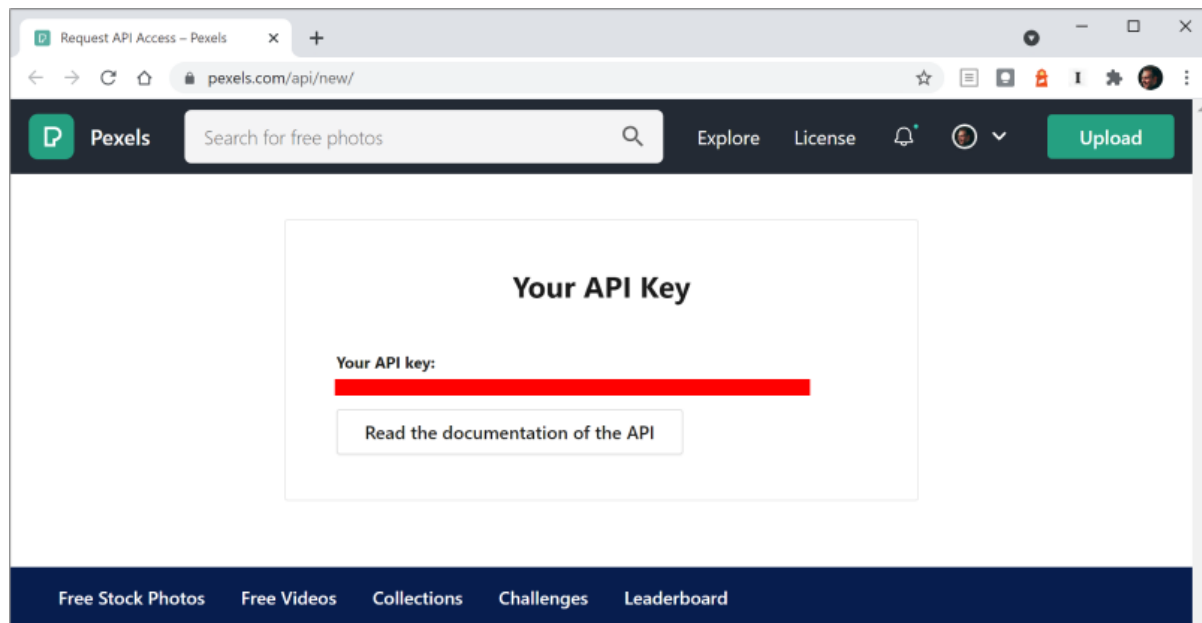 Request API Access – Pexels
pexels.com/api/new/
Pexels Search for free photos Explore License Upload
Your API Key
Your API key:
Read the documentation of the API
Free Stock Photos Free Videos Collections Challenges Leaderboard